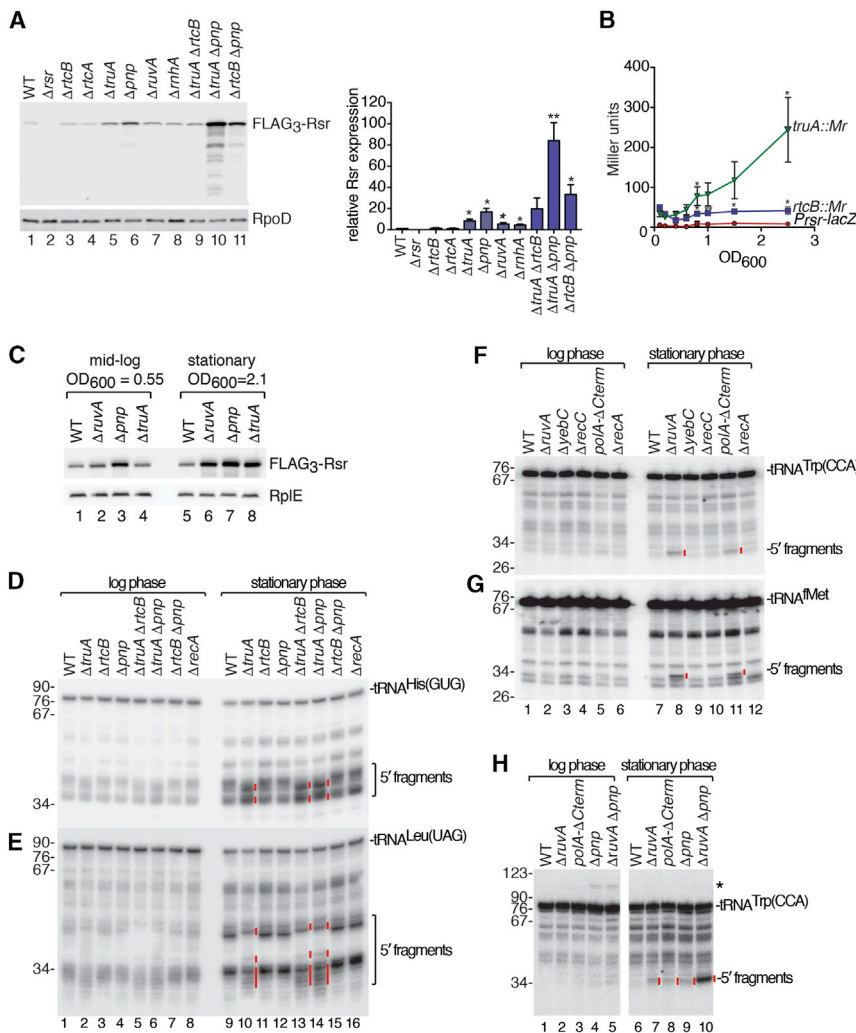 A
WT
Δrsr
ΔrtcB
ΔrtcA
ΔtruA
Δpnp
ΔruvA
ΔrnhA
ΔtruA ΔrtcB
ΔtruA Δpnp
ΔrtcB Δpnp
FLAG3-Rsr
RpoD
1 2 3 4 5 6 7 8 9 10 11
relative Rsr expression
120
100
80
60
40
20
0
* * * * ** *
WT
Δrsr
ΔrtcB
ΔrtcA
ΔtruA
Δpnp
ΔruvA
ΔrnhA
ΔtruA ΔrtcB
ΔtruA Δpnp
ΔrtcB Δpnp
B
Miller units
400
300
200
100
0
0 1 2 3
OD600
truA::Mr
rtcB::Mr
Prsr-lacZ
C
mid-log
OD600 = 0.55
stationary
OD600=2.1
WT
ΔruvA
Δpnp
ΔtruA
WT
ΔruvA
Δpnp
ΔtruA
FLAG3-Rsr
RplE
1 2 3 4 5 6 7 8
D
log phase
stationary phase
WT
ΔtruA
ΔrtcB
Δpnp
ΔtruA ΔrtcB
ΔtruA Δpnp
ΔrtcB Δpnp
ΔrecA
WT
ΔtruA
ΔrtcB
Δpnp
ΔtruA ΔrtcB
ΔtruA Δpnp
ΔrtcB Δpnp
ΔrecA
90-
76-
67-
34-
-tRNAHis(GUG)
5′ fragments
E
90-
76-
67-
34-
-tRNALeu(UAG)
5′ fragments
1 2 3 4 5 6 7 8 9 10 11 12 13 14 15 16
F
log phase
stationary phase
WT
ΔruvA
ΔyebC
ΔrecC
polA-ΔCterm
ΔrecA
WT
ΔruvA
ΔyebC
ΔrecC
polA-ΔCterm
ΔrecA
76-
67-
34-
26-
-tRNATrp(CCA)
-5′ fragments
G
76-
67-
34-
26-
-tRNAfMet
-5′ fragments
1 2 3 4 5 6 7 8 9 10 11 12
H
log phase
stationary phase
WT
ΔruvA
polA-ΔCterm
Δpnp
ΔruvA Δpnp
WT
ΔruvA
polA-ΔCterm
Δpnp
ΔruvA Δpnp
123-
90-
76-
67-
34-
*
-tRNATrp(CCA)
-5′ fragments
1 2 3 4 5 6 7 8 9 10